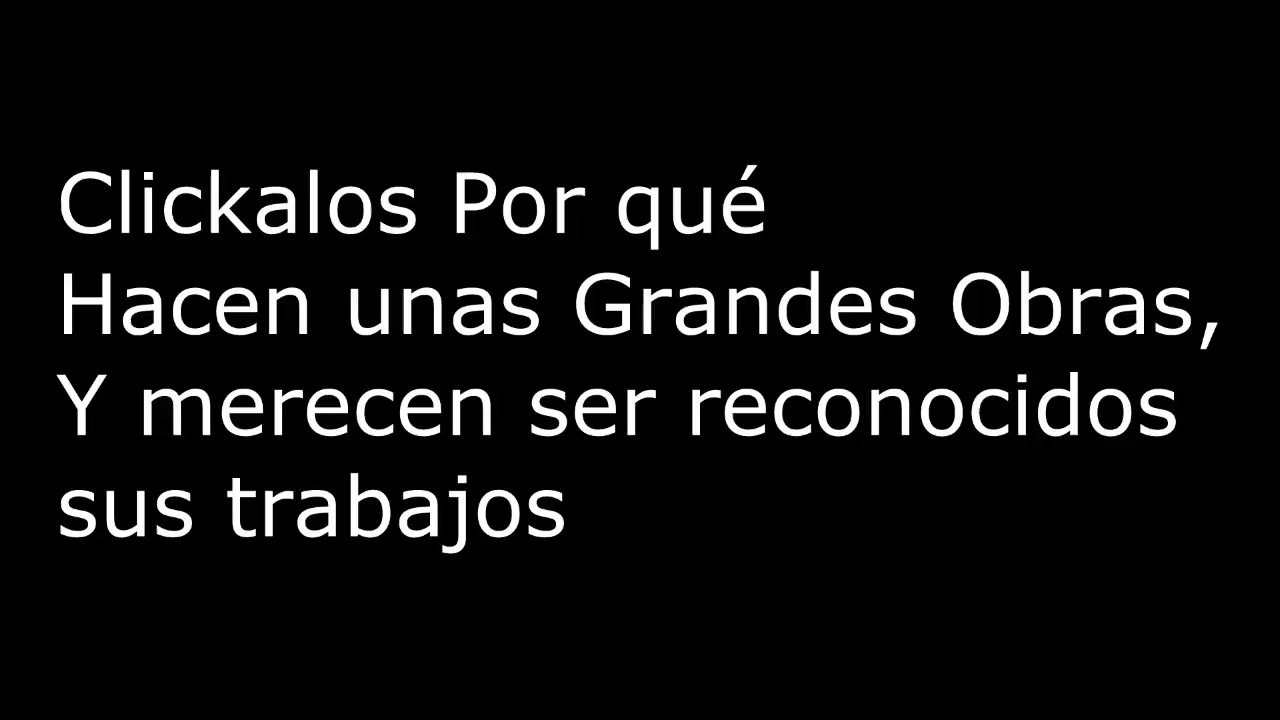 Clickalos Por qué
Hacen unas Grandes Obras,
Y merecen ser reconocidos
sus trabajos